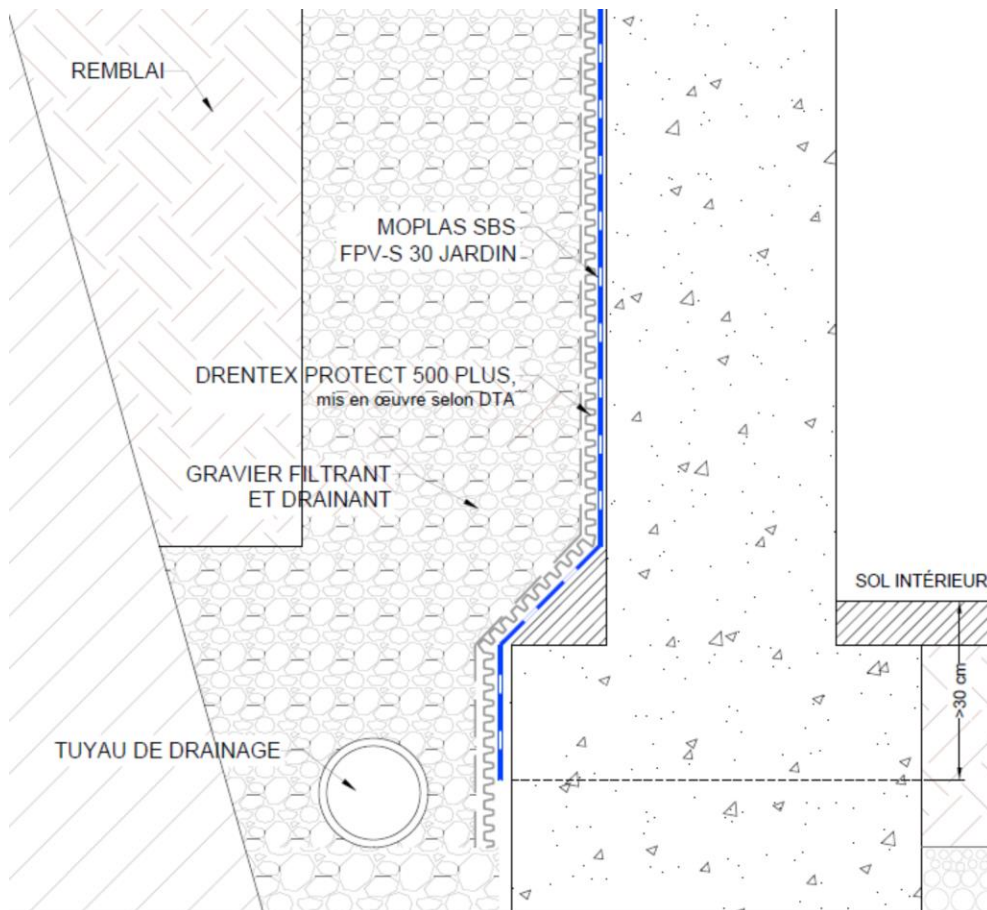 REMBLAI
MOPLAS SBS
FPV-S 30 JARDIN
DRENTEX PROTECT 500 PLUS,
mis en œuvre selon DTA
GRAVIER FILTRANT
ET DRAINANT
SOL INTÉRIEUR
>30 cm
TUYAU DE DRAINAGE